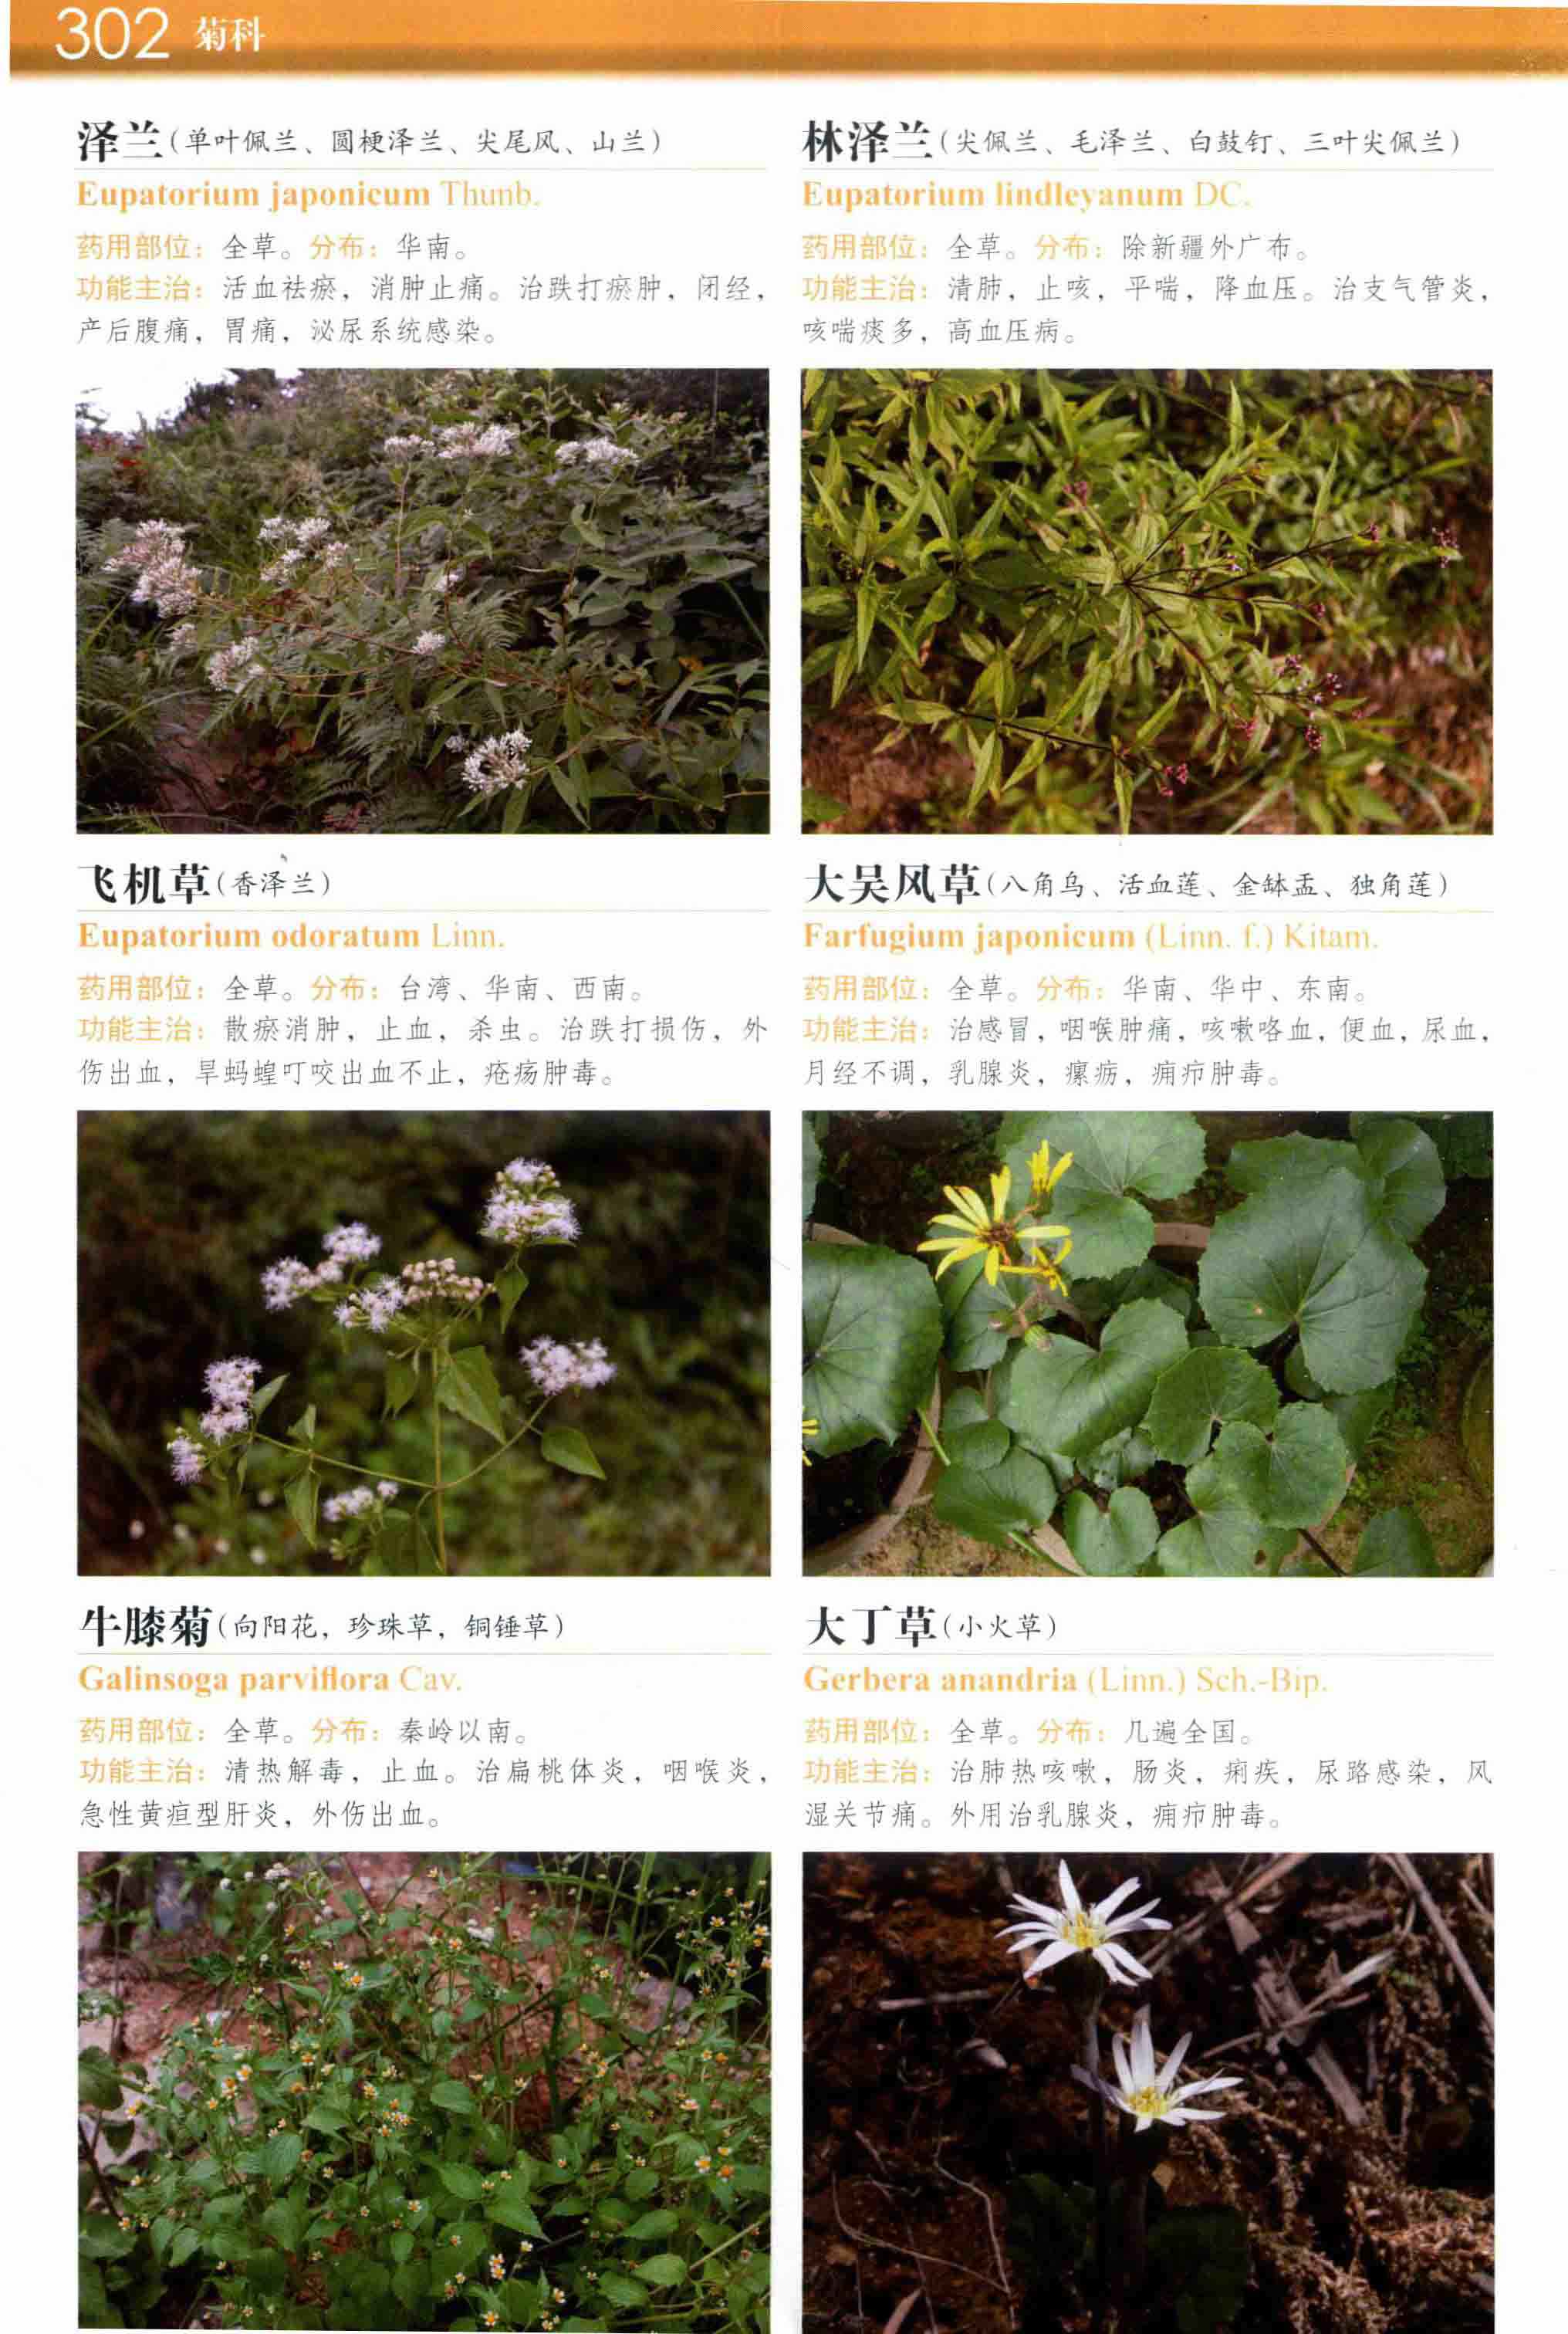 302 菊科
泽兰(单叶佩兰、圆梗泽兰、尖尾风、山兰)
Eupatorium japonicum Thunb.
药用部位：全草。分布：华南。
功能主治：活血祛瘀，消肿止痛。治跌打瘀肿，闭经，
产后腹痛，胃痛，泌尿系统感染。
林泽兰(尖佩兰、毛泽兰、白鼓钉、三叶尖佩兰)
Eupatorium lindleyanum DC.
药用部位：全草。分布：除新疆外广布。
功能主治：清肺，止咳，平喘，降血压。治支气管炎，
咳喘痰多，高血压病。
飞机草(香泽兰)
Eupatorium odoratum Linn.
药用部位：全草。分布：台湾、华南、西南。
功能主治：散瘀消肿，止血，杀虫。治跌打损伤，外
伤出血，旱蚂蝗叮咬出血不止，疮疡肿毒。
大吴风草(八角乌、活血莲、金缽盂、独角莲)
Farfugium japonicum (Linn. f.) Kitam.
药用部位：全草。分布：华南、华中、东南。
功能主治：治感冒，咽喉肿痛，咳嗽咯血，便血，尿血，
月经不调，乳腺炎，瘰疬，痈疖肿毒。
牛膝菊(向阳花，珍珠草，铜锤草)
Galinsoga parviflora Cav.
药用部位：全草。分布：秦岭以南。
功能主治：清热解毒，止血。治扁桃体炎，咽喉炎，
急性黄疸型肝炎，外伤出血。
大丁草(小火草)
Gerbera anandria (Linn.) Sch.-Bip.
药用部位：全草。分布：几遍全国。
功能主治：治肺热咳嗽，肠炎，痢疾，尿路感染，风
湿关节痛。外用治乳腺炎，痈疖肿毒。